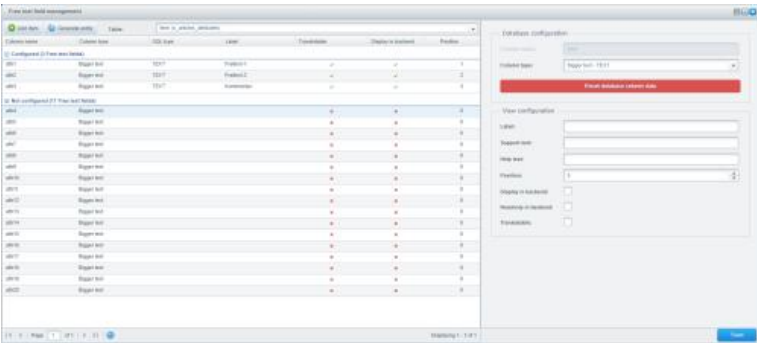 Free text field management
Add item Generate entity Table:
Column name Column type SQL type Label Translatable Display in backend Position
Configured (3 Free text fields)
attr1 Bigger text TEXT Freitext-1 1
attr2 Bigger text TEXT Freitext-2 2
attr3 Bigger text TEXT Kommentar 3
Not configured (17 Free text fields)
attr4 Bigger text 0
attr5 Bigger text 0
attr6 Bigger text 0
attr7 Bigger text 0
attr8 Bigger text 0
attr9 Bigger text 0
attr10 Bigger text 0
attr11 Bigger text 0
attr12 Bigger text 0
attr13 Bigger text 0
attr14 Bigger text 0
attr15 Bigger text 0
attr16 Bigger text 0
attr17 Bigger text 0
attr18 Bigger text 0
attr19 Bigger text 0
attr20 Bigger text 0
Page 1 of 1
Database configuration
Column name:
Column type: Bigger text - TEXT
Reset database column data
View configuration
Label:
Support text:
Help text:
Position:
Display in backend:
Translatable:
Save